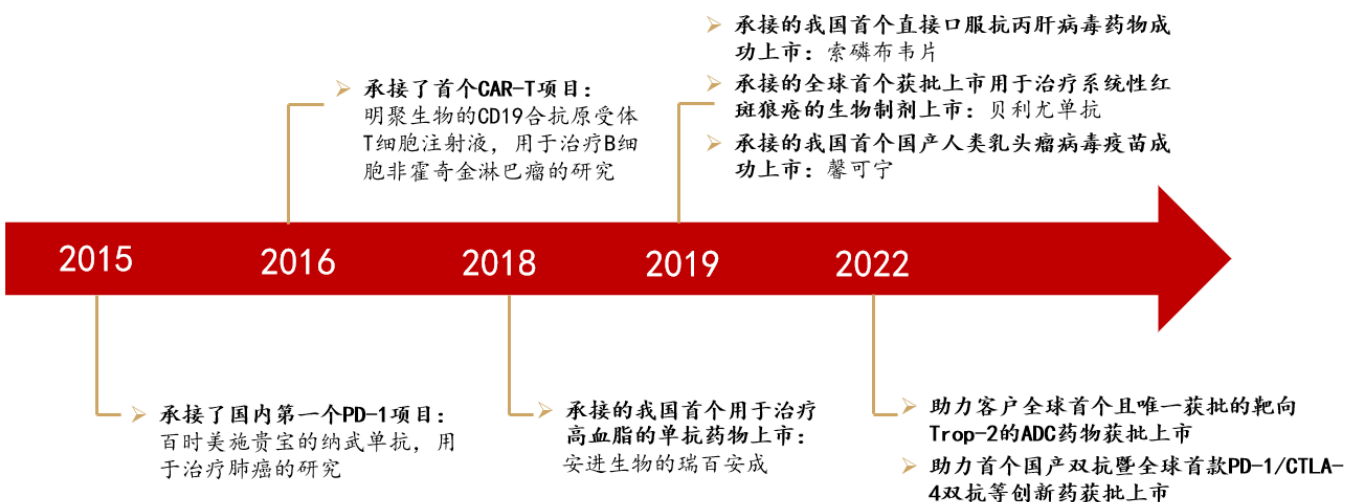 承接了首个CAR-T项目：
明聚生物的CD19合抗原受体
T细胞注射液，用于治疗B细
胞非霍奇金淋巴瘤的研究
承接的我国首个直接口服抗丙肝病毒药物成
功上市：索磷布韦片
承接的全球首个获批上市用于治疗系统性红
斑狼疮的生物制剂上市：贝利尤单抗
承接的我国首个国产人类乳头瘤病毒疫苗成
功上市：馨可宁
2015
2016
2018
2019
2022
承接了国内第一个PD-1项目：
百时美施贵宝的纳武单抗，用
于治疗肺癌的研究
承接的我国首个用于治疗
高血脂的单抗药物上市：
安进生物的瑞百安成
助力客户全球首个且唯一获批的靶向
Trop-2的ADC药物获批上市
助力首个国产双抗暨全球首款PD-1/CTLA-
4双抗等创新药获批上市